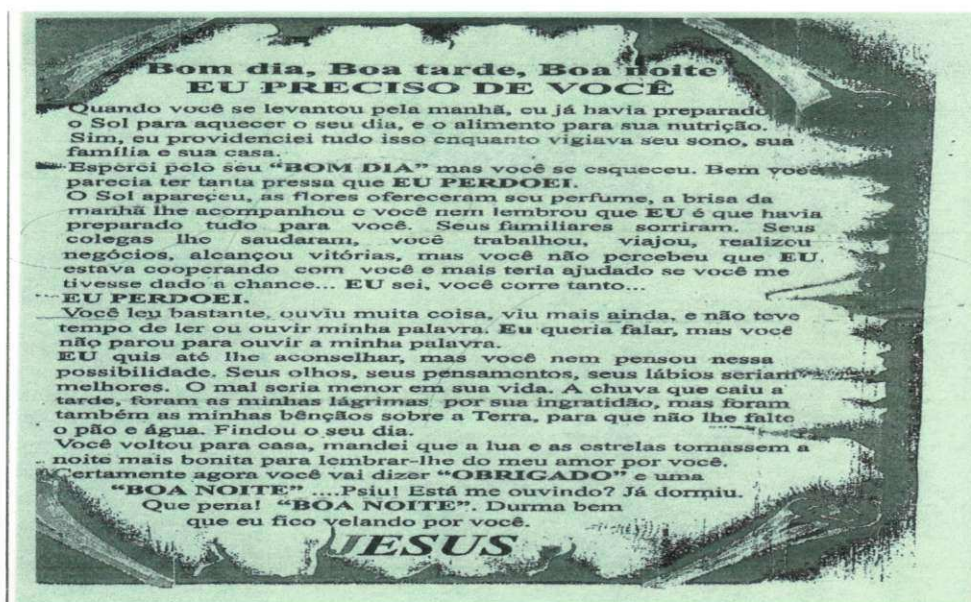 Bom dia, Boa tarde, Boa noite
EU PRECISO DE VOCÊ
Quando você se levantou pela manhã, eu já havia preparado
o Sol para aquecer o seu dia, e o alimento para sua nutrição.
Sim, eu providenciei tudo isso enquanto vigiava seu sono, sua
família e sua casa.
Esperei pelo seu “BOM DIA” mas você se esqueceu. Bem você
parecia ter tanta pressa que EU PERDOEI.
O Sol apareçeu, as flores ofereceram seu perfume, a brisa da
manhã lhe acompanhou e você nem lembrou que EU é que havia
preparado tudo para você. Seus familiares sorriram. Seus
colegas lhe saudaram, você trabalhou, viajou, realizou
negócios, alcançou vitórias, mas você não percebeu que EU
estava cooperando com você e mais teria ajudado se você me
tivesse dado a chance... EU sei, você corre tanto...
EU PERDOEI.
Você leu bastante, ouviu muita coisa, viu mais ainda, e não teve
tempo de ler ou ouvir minha palavra. Eu queria falar, mas você
não parou para ouvir a minha palavra.
EU quis até lhe aconselhar, mas você nem pensou nessa
possibilidade. Seus olhos, seus pensamentos, seus lábios seriam
melhores. O mal seria menor em sua vida. A chuva que caiu a
tarde, foram as minhas lágrimas por sua ingratidão, mas foram
também as minhas bênçãos sobre a Terra, para que não lhe falte
o pão e água. Findou o seu dia.
Você voltou para casa, mandei que a lua e as estrelas tornassem a
noite mais bonita para lembrar-lhe do meu amor por você.
Certamente agora você vai dizer “OBRIGADO” e uma
“BOA NOITE” ....Psiu! Está me ouvindo? Já dormiu.
Que pena! “BOA NOITE”. Durma bem
que eu fico velando por você.
JESUS